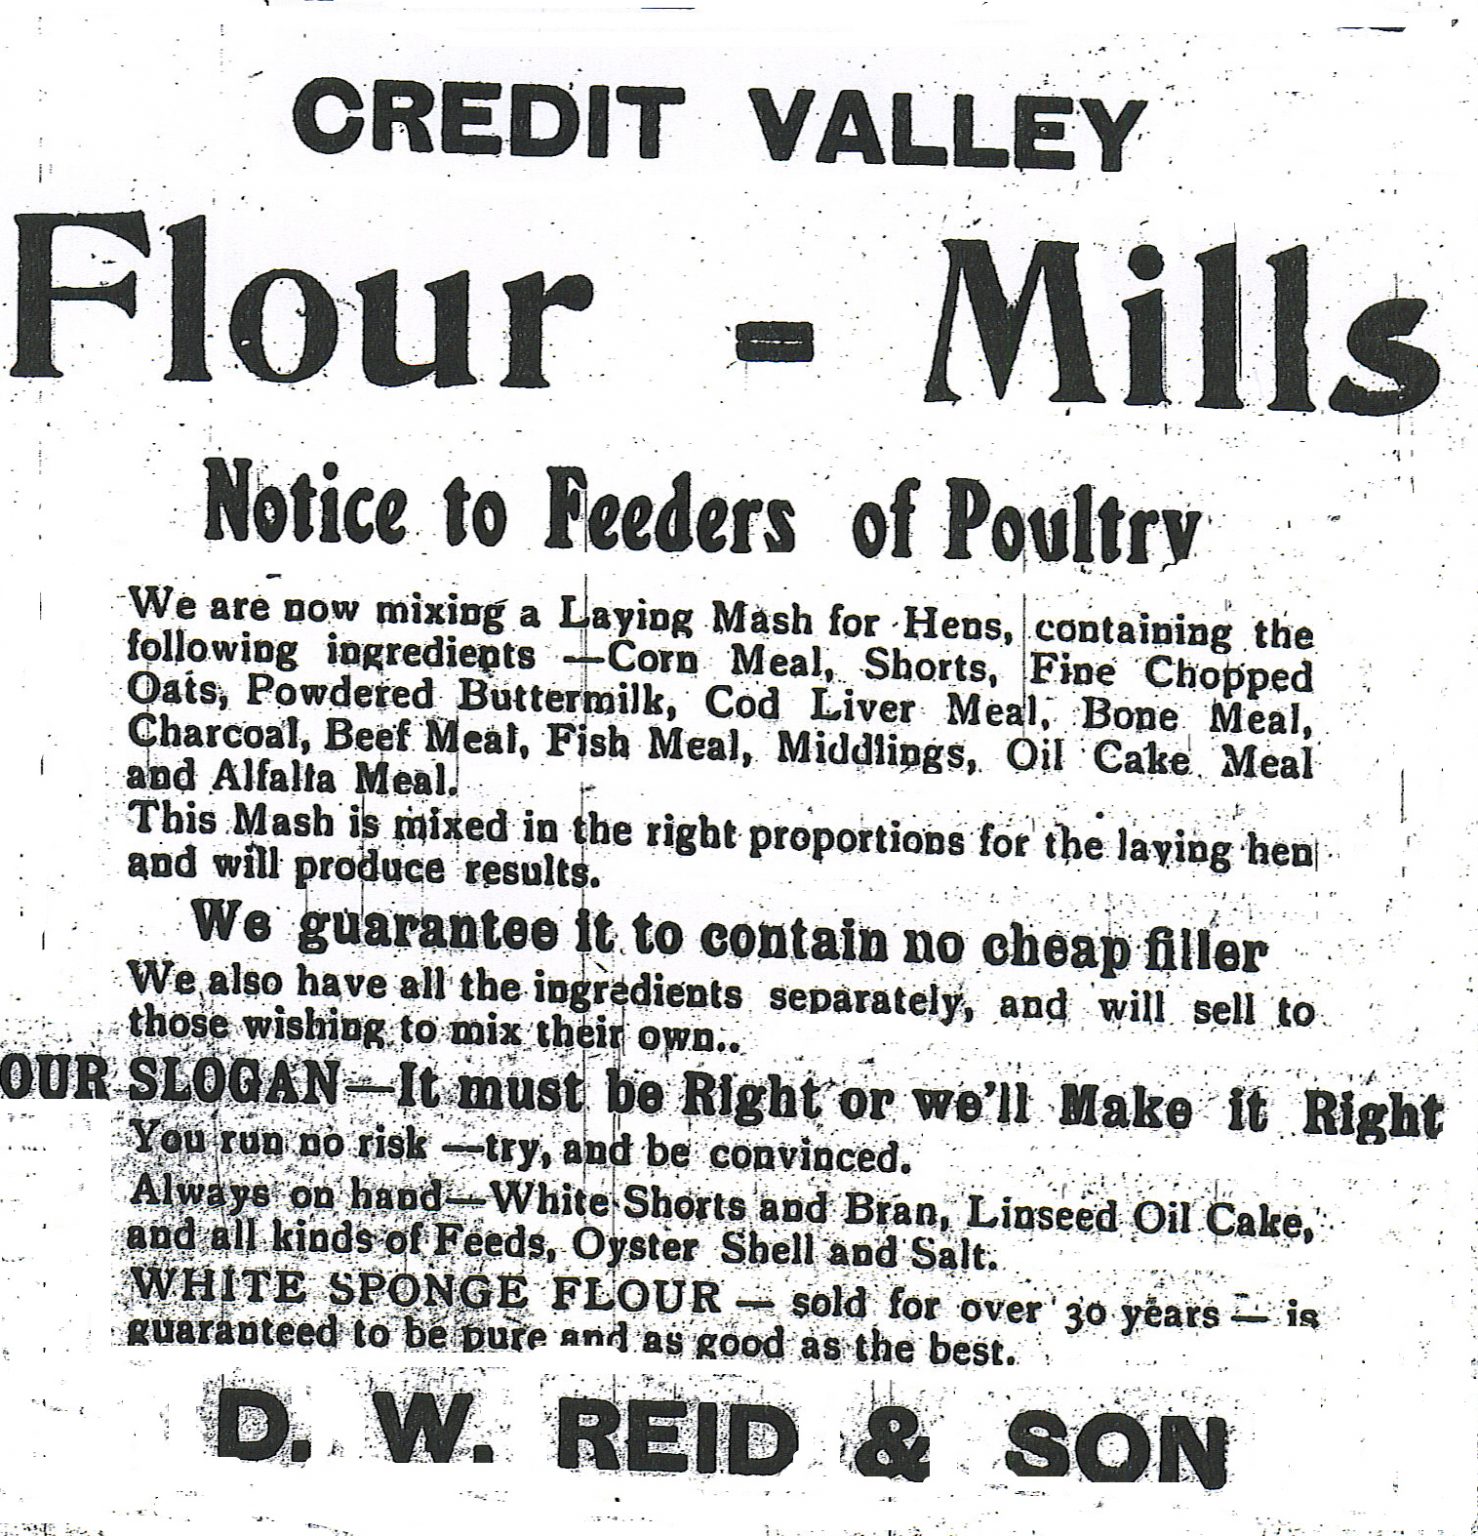 CREDIT VALLEY
Flour - Mills
Notice to Feeders of Poultry
We are now mixing a Laying Mash for Hens, containing the
following ingredients —Corn Meal, Shorts, Fine Chopped
Oats, Powdered Buttermilk, Cod Liver Meal, Bone Meal,
Charcoal, Beef Meal, Fish Meal, Middlings, Oil Cake Meal
and Alfalfa Meal.
This Mash is mixed in the right proportions for the laying hen
and will produce results.
We guarantee it to contain no cheap filler
We also have all the ingredients separately, and will sell to
those wishing to mix their own..
OUR SLOGAN—It must be Right or we'll Make it Right
You run no risk —try, and be convinced.
Always on hand—White Shorts and Bran, Linseed Oil Cake,
and all kinds of Feeds, Oyster Shell and Salt.
WHITE SPONGE FLOUR — sold for over 30 years — is
guaranteed to be pure and as good as the best.
D. W. REID & SON